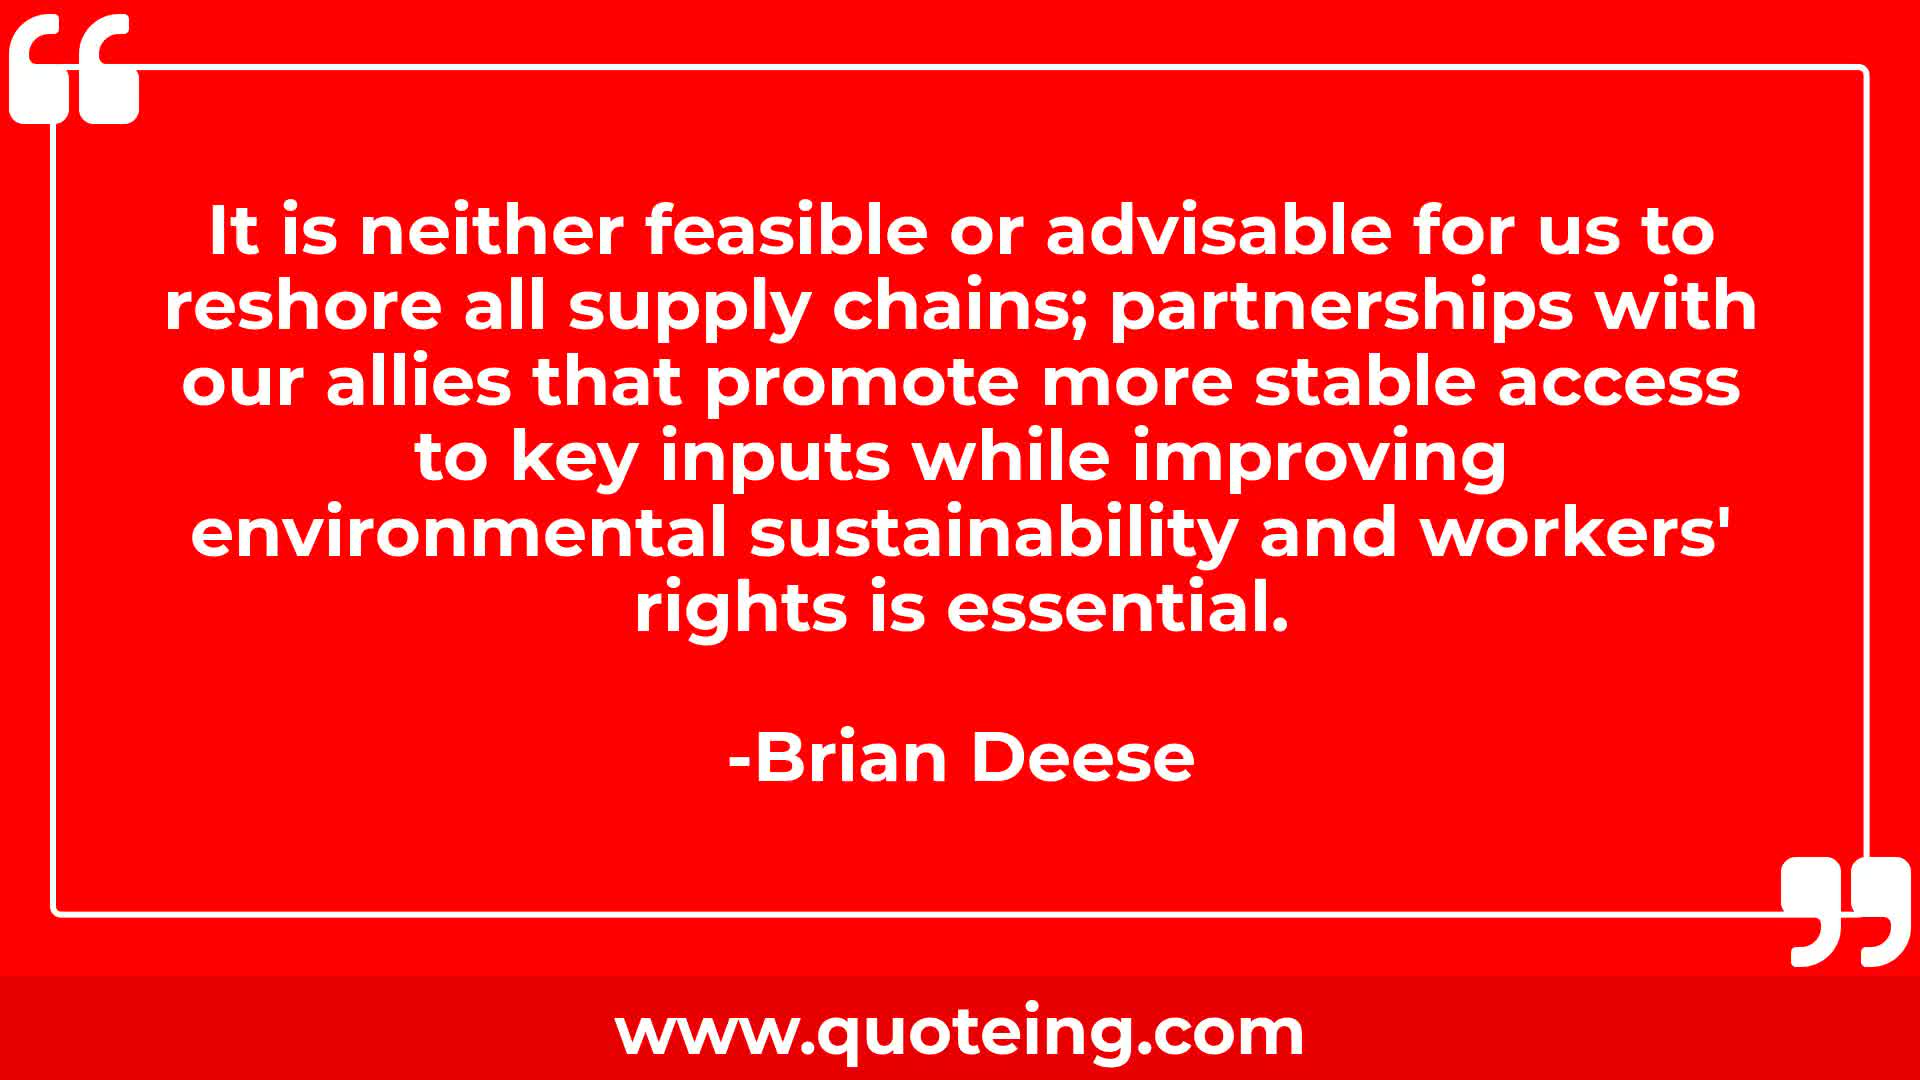 It is neither feasible or advisable for us to
reshore all supply chains; partnerships with
our allies that promote more stable access
to key inputs while improving
environmental sustainability and workers'
rights is essential.
-Brian Deese
www.quoteing.com